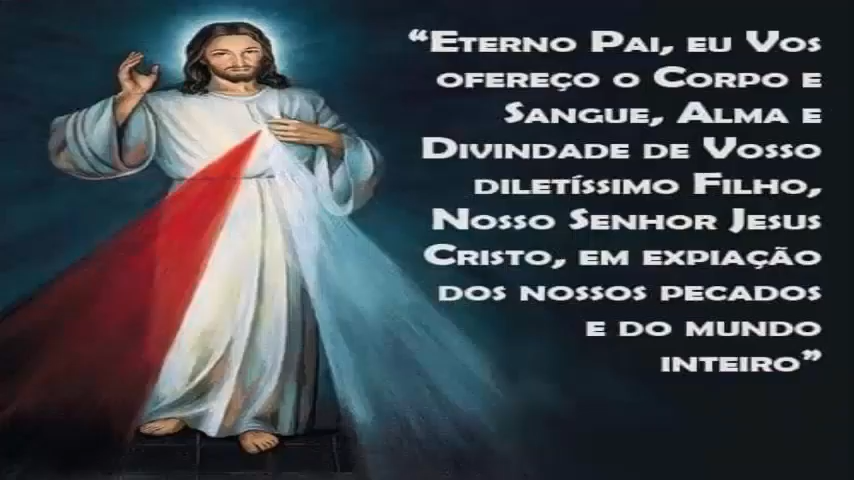 “Eterno Pai, eu Vos
ofereço o Corpo e
Sangue, Alma e
Divindade de Vosso
diletíssimo Filho,
Nosso Senhor Jesus
Cristo, em expiação
dos nossos pecados
e do mundo
inteiro”